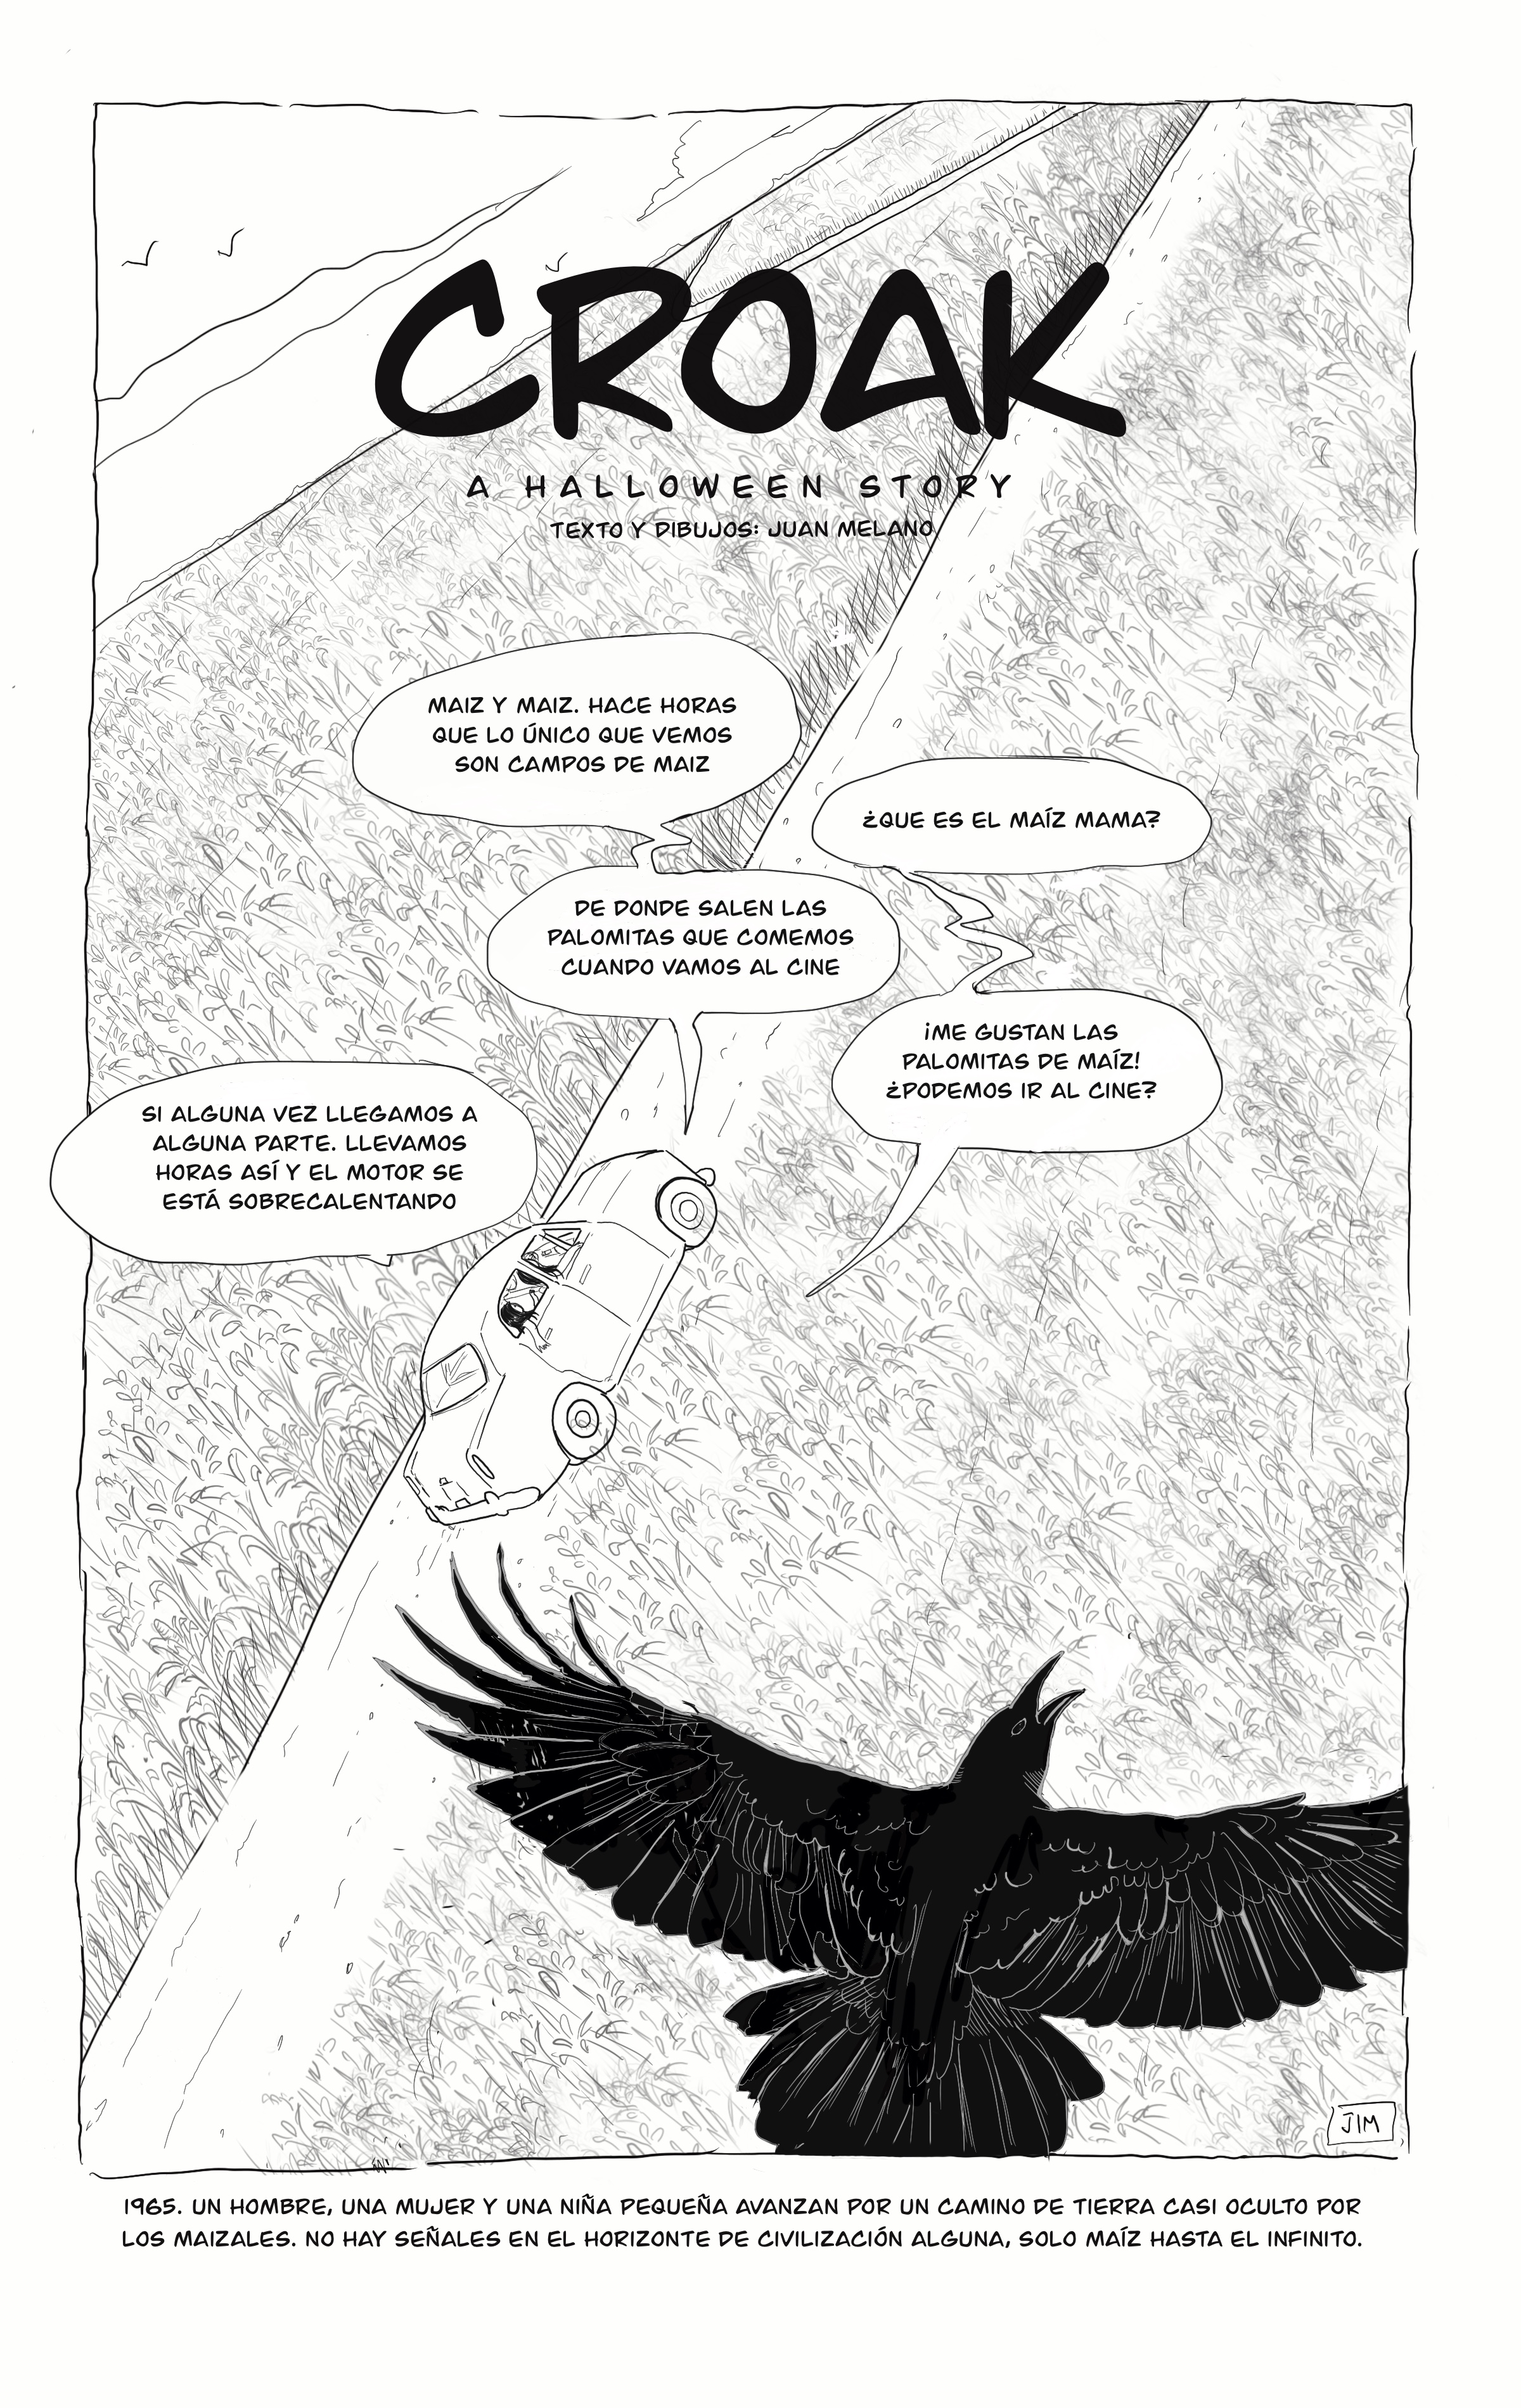 CROAK
A HALLOWEEN STORY
TEXTO Y DIBUJOS: JUAN MELANO
MAIZ Y MAIZ. HACE HORAS
QUE LO ÚNICO QUE VEMOS
SON CAMPOS DE MAIZ
¿QUE ES EL MAÍZ MAMA?
DE DONDE SALEN LAS
PALOMITAS QUE COMEMOS
CUANDO VAMOS AL CINE
¡ME GUSTAN LAS
PALOMITAS DE MAÍZ!
¿PODEMOS IR AL CINE?
SI ALGUNA VEZ LLEGAMOS A
ALGUNA PARTE. LLEVAMOS
HORAS ASÍ Y EL MOTOR SE
ESTÁ SOBRECALENTANDO
JIM
1965. UN HOMBRE, UNA MUJER Y UNA NIÑA PEQUEÑA AVANZAN POR UN CAMINO DE TIERRA CASI OCULTO POR
LOS MAIZALES. NO HAY SEÑALES EN EL HORIZONTE DE CIVILIZACIÓN ALGUNA, SOLO MAÍZ HASTA EL INFINITO.